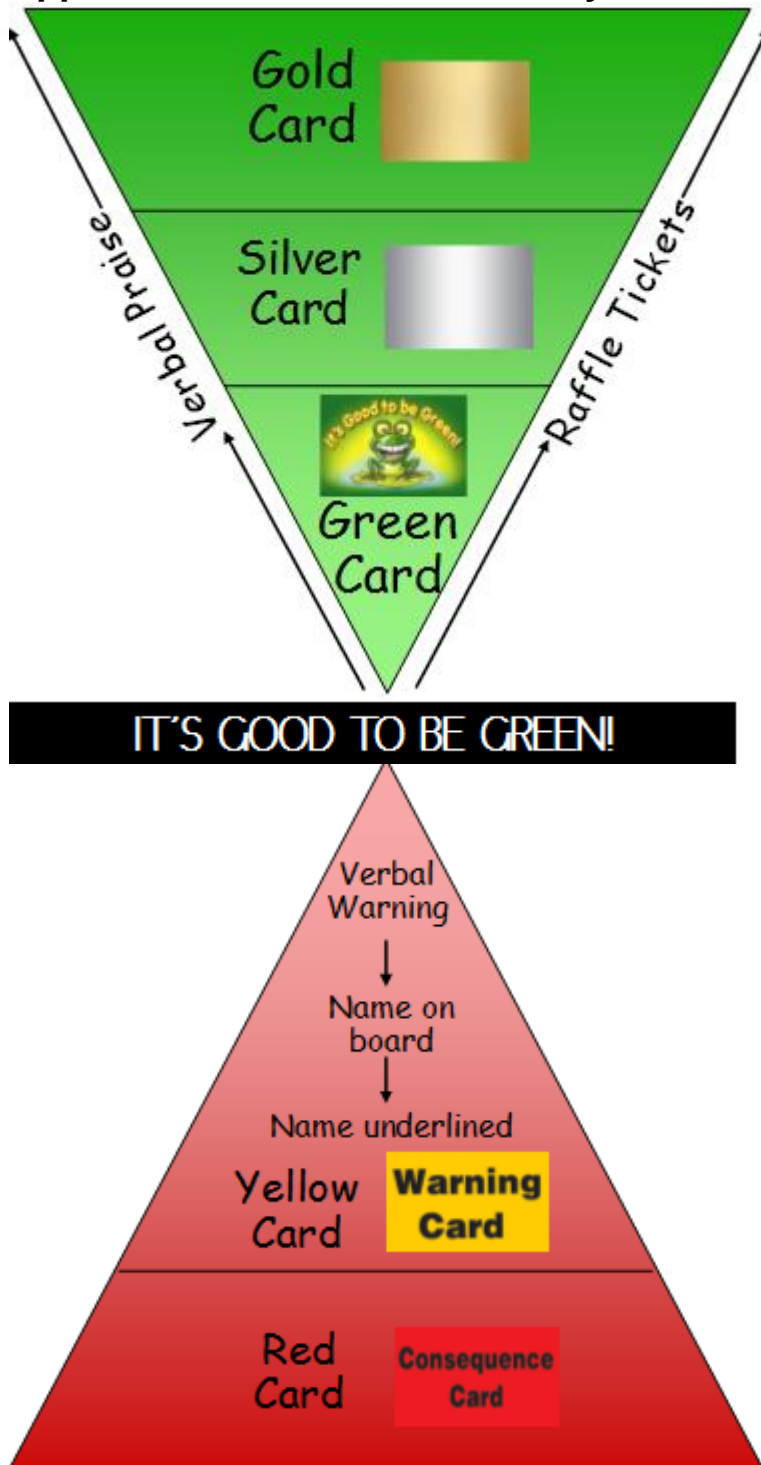 Gold
Card
Silver
Card
Verbal Praise
Raffle Tickets
It's Good to be Green!
Green
Card
IT'S GOOD TO BE GREEN!
Verbal
Warning
Name on
board
Name underlined
Yellow
Card
Warning
Card
Red
Card
Consequence
Card